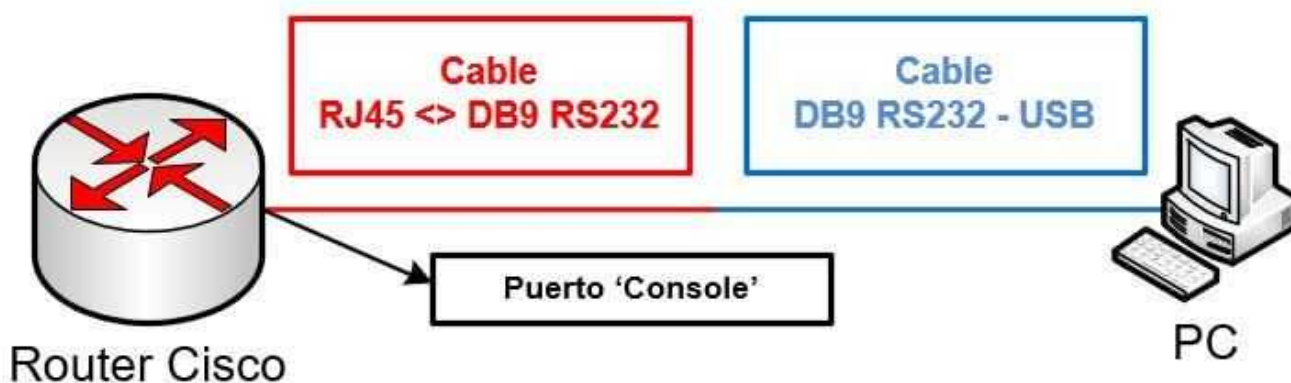 Cable
RJ45 <> DB9 RS232
Cable
DB9 RS232 - USB
Puerto ‘Console’
Router Cisco
PC